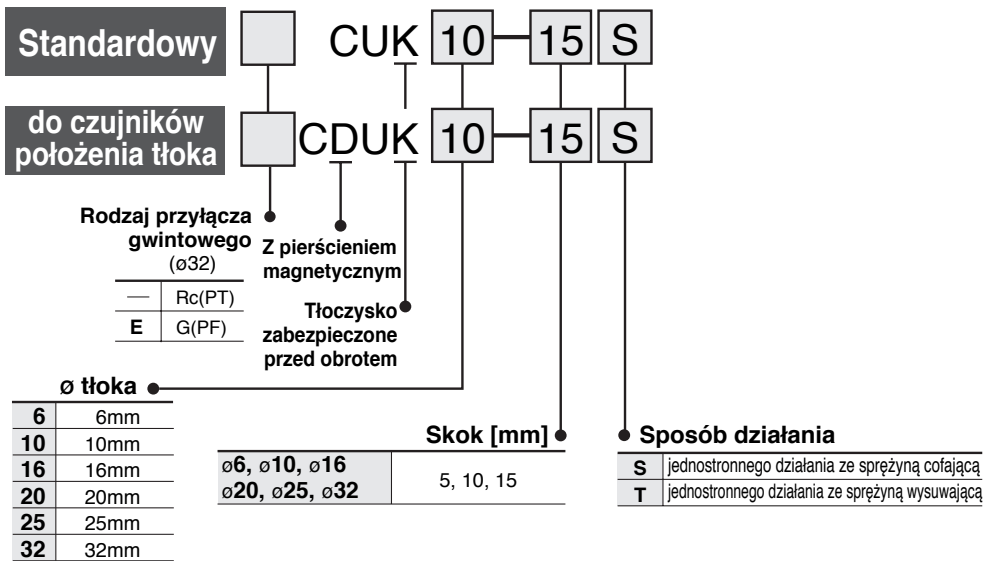 Standardowy CUK 10 15 S
do czujników
położenia tłoka CDUK 10 15 S
Rodzaj przyłącza
gwintowego
(ø32)
— Rc(PT)
E G(PF)
Z pierścieniem
magnetycznym
Tłoczysko
zabezpieczone
przed obrotem
ø tłoka
6 6mm
10 10mm
16 16mm
20 20mm
25 25mm
32 32mm
Skok [mm]
ø6, ø10, ø16
ø20, ø25, ø32
5, 10, 15
Sposób działania
S jednostronnego działania ze sprężyną cofającą
T jednostronnego działania ze sprężyną wysuwającą